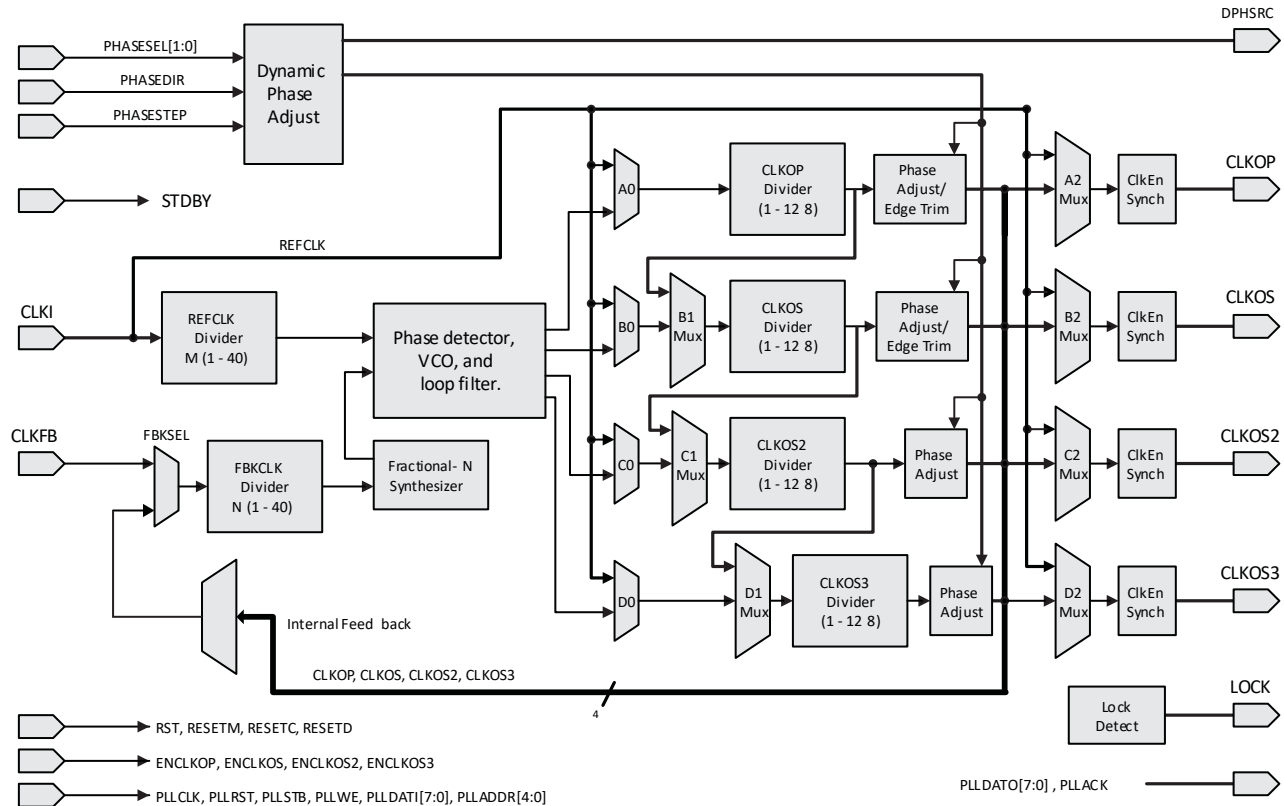 DPHSRC
PHASESEL[1:0]
PHASEDIR
PHASESTEP
Dynamic
Phase
Adjust
STDBY
REFCLK
CLKI
REFCLK
Divider
M (1 - 40)
Phase detector,
VCO, and
loop filter.
CLKFB
FBKSEL
FBKCLK
Divider
N (1 - 40)
Fractional- N
Synthesizer
Internal Feed back
CLKOP, CLKOS, CLKOS2, CLKOS3
4
A0
CLKOP
Divider
(1 - 12 8)
Phase
Adjust/
Edge Trim
A2
Mux
ClkEn
Synch
CLKOP
B0
B1
Mux
CLKOS
Divider
(1 - 12 8)
Phase
Adjust/
Edge Trim
B2
Mux
ClkEn
Synch
CLKOS
C0
C1
Mux
CLKOS2
Divider
(1 - 12 8)
Phase
Adjust
C2
Mux
ClkEn
Synch
CLKOS2
D0
D1
Mux
CLKOS3
Divider
(1 - 12 8)
Phase
Adjust
D2
Mux
ClkEn
Synch
CLKOS3
Lock
Detect
LOCK
RST, RESETM, RESETC, RESETD
ENCLKOP, ENCLKOS, ENCLKOS2, ENCLKOS3
PLLCLK, PLLRST, PLLSTB, PLLWE, PLLDATI[7:0], PLLADDR[4:0]
PLLDATO[7:0] , PLLACK